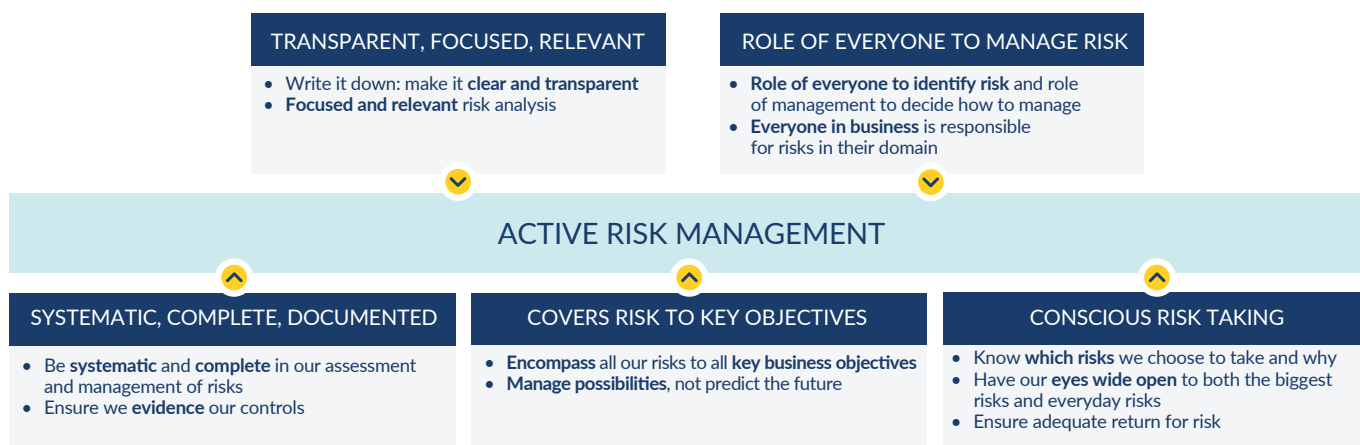 TRANSPARENT, FOCUSED, RELEVANT
• Write it down: make it clear and transparent
• Focused and relevant risk analysis
ROLE OF EVERYONE TO MANAGE RISK
• Role of everyone to identify risk and role
of management to decide how to manage
• Everyone in business is responsible
for risks in their domain
ACTIVE RISK MANAGEMENT
SYSTEMATIC, COMPLETE, DOCUMENTED
• Be systematic and complete in our assessment
and management of risks
• Ensure we evidence our controls
COVERS RISK TO KEY OBJECTIVES
• Encompass all our risks to all key business objectives
• Manage possibilities, not predict the future
CONSCIOUS RISK TAKING
• Know which risks we choose to take and why
• Have our eyes wide open to both the biggest
risks and everyday risks
• Ensure adequate return for risk